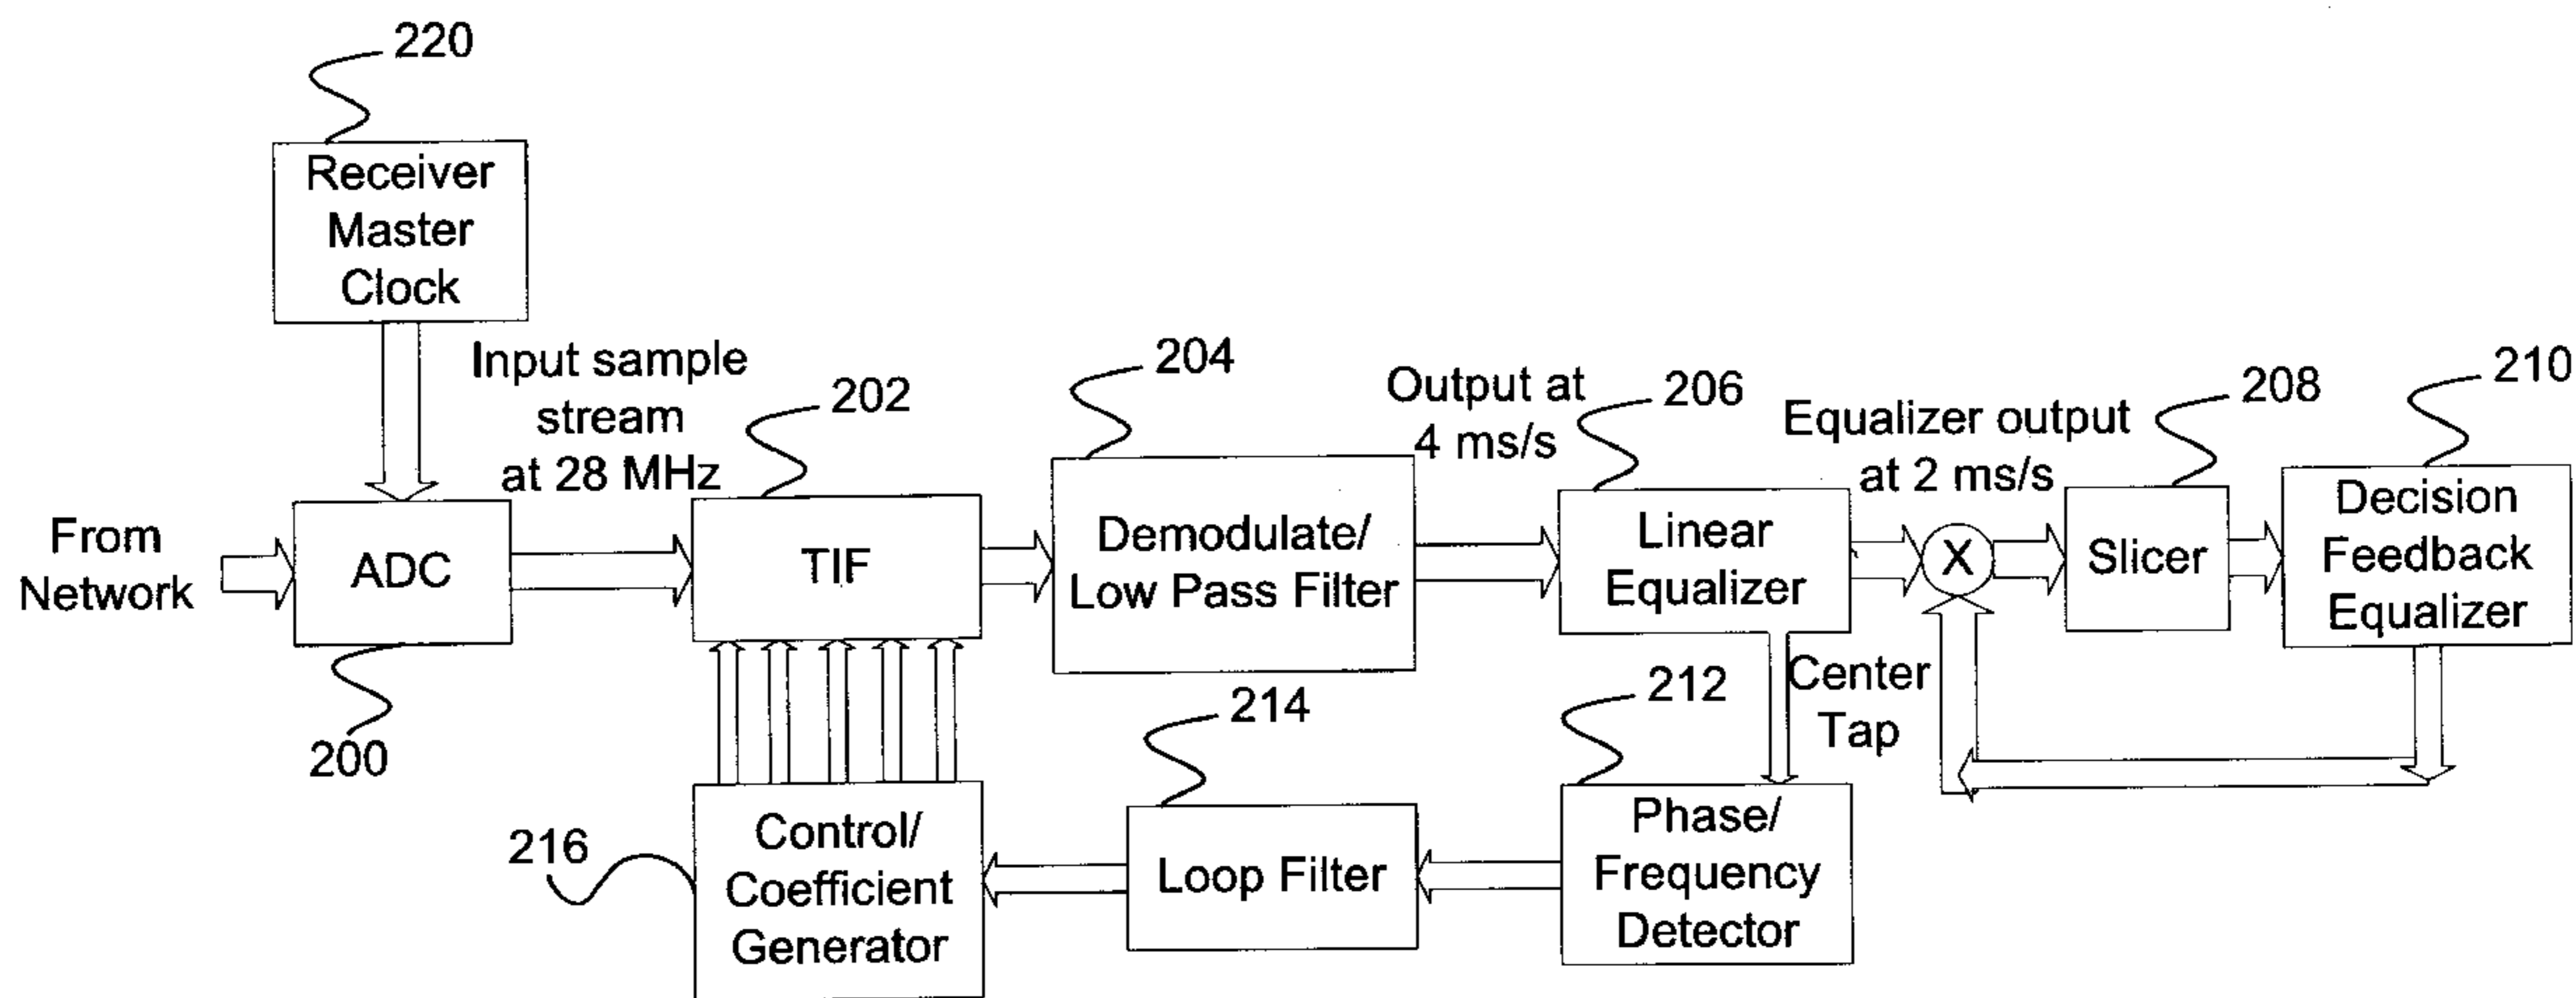 220
Receiver
Master
Clock
Input sample
stream
at 28 MHz
202
204
Output at
4 ms/s
206
Equalizer output
at 2 ms/s
208
210
From
Network
ADC
TIF
Demodulate/
Low Pass Filter
Linear
Equalizer
X
Slicer
Decision
Feedback
Equalizer
200
Center
Tap
212
214
216
Control/
Coefficient
Generator
Loop Filter
Phase/
Frequency
Detector